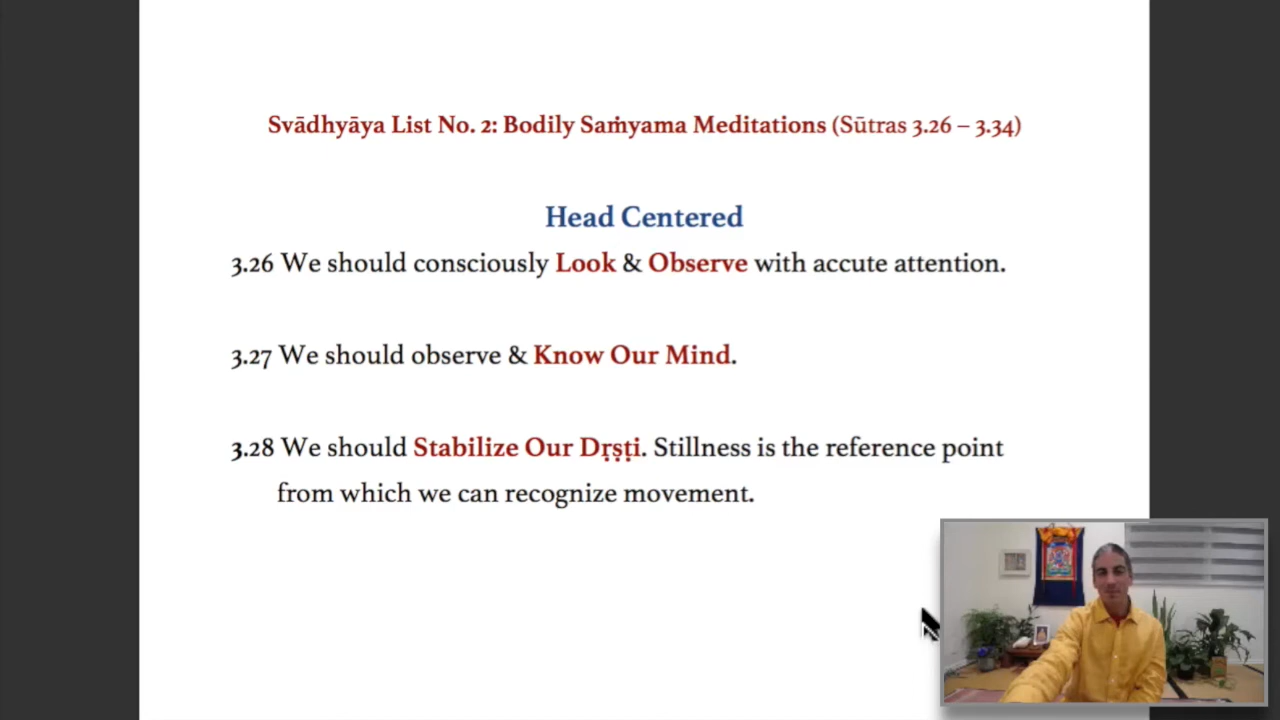 Svādhyāya List No. 2: Bodily Saṁyama Meditations (Sūtras 3.26 – 3.34)
Head Centered
3.26 We should consciously Look & Observe with accute attention.
3.27 We should observe & Know Our Mind.
3.28 We should Stabilize Our Dṛṣṭi. Stillness is the reference point
from which we can recognize movement.